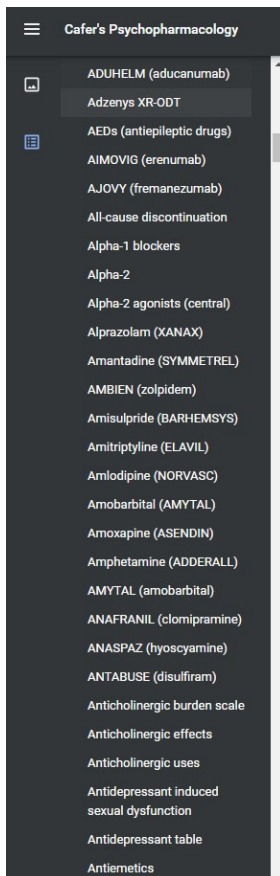 Cafer's Psychopharmacology
ADUHELM (aducanumab)
Adzenys XR-ODT
AEDs (antiepileptic drugs)
AIMOVIG (erenumab)
AJOVY (fremanezumab)
All-cause discontinuation
Alpha-1 blockers
Alpha-2
Alpha-2 agonists (central)
Alprazolam (XANAX)
Amantadine (SYMMETREL)
AMBIEN (zolpidem)
Amisulpride (BARHEMSYS)
Amitriptyline (ELAVIL)
Amlodipine (NORVASC)
Amobarbital (AMYTAL)
Amoxapine (ASENDIN)
Amphetamine (ADDERALL)
AMYTAL (amobarbital)
ANAFRANIL (clomipramine)
ANASPAZ (hyoscyamine)
ANTABUSE (disulfiram)
Anticholinergic burden scale
Anticholinergic effects
Anticholinergic uses
Antidepressant induced
sexual dysfunction
Antidepressant table
Antiemetics